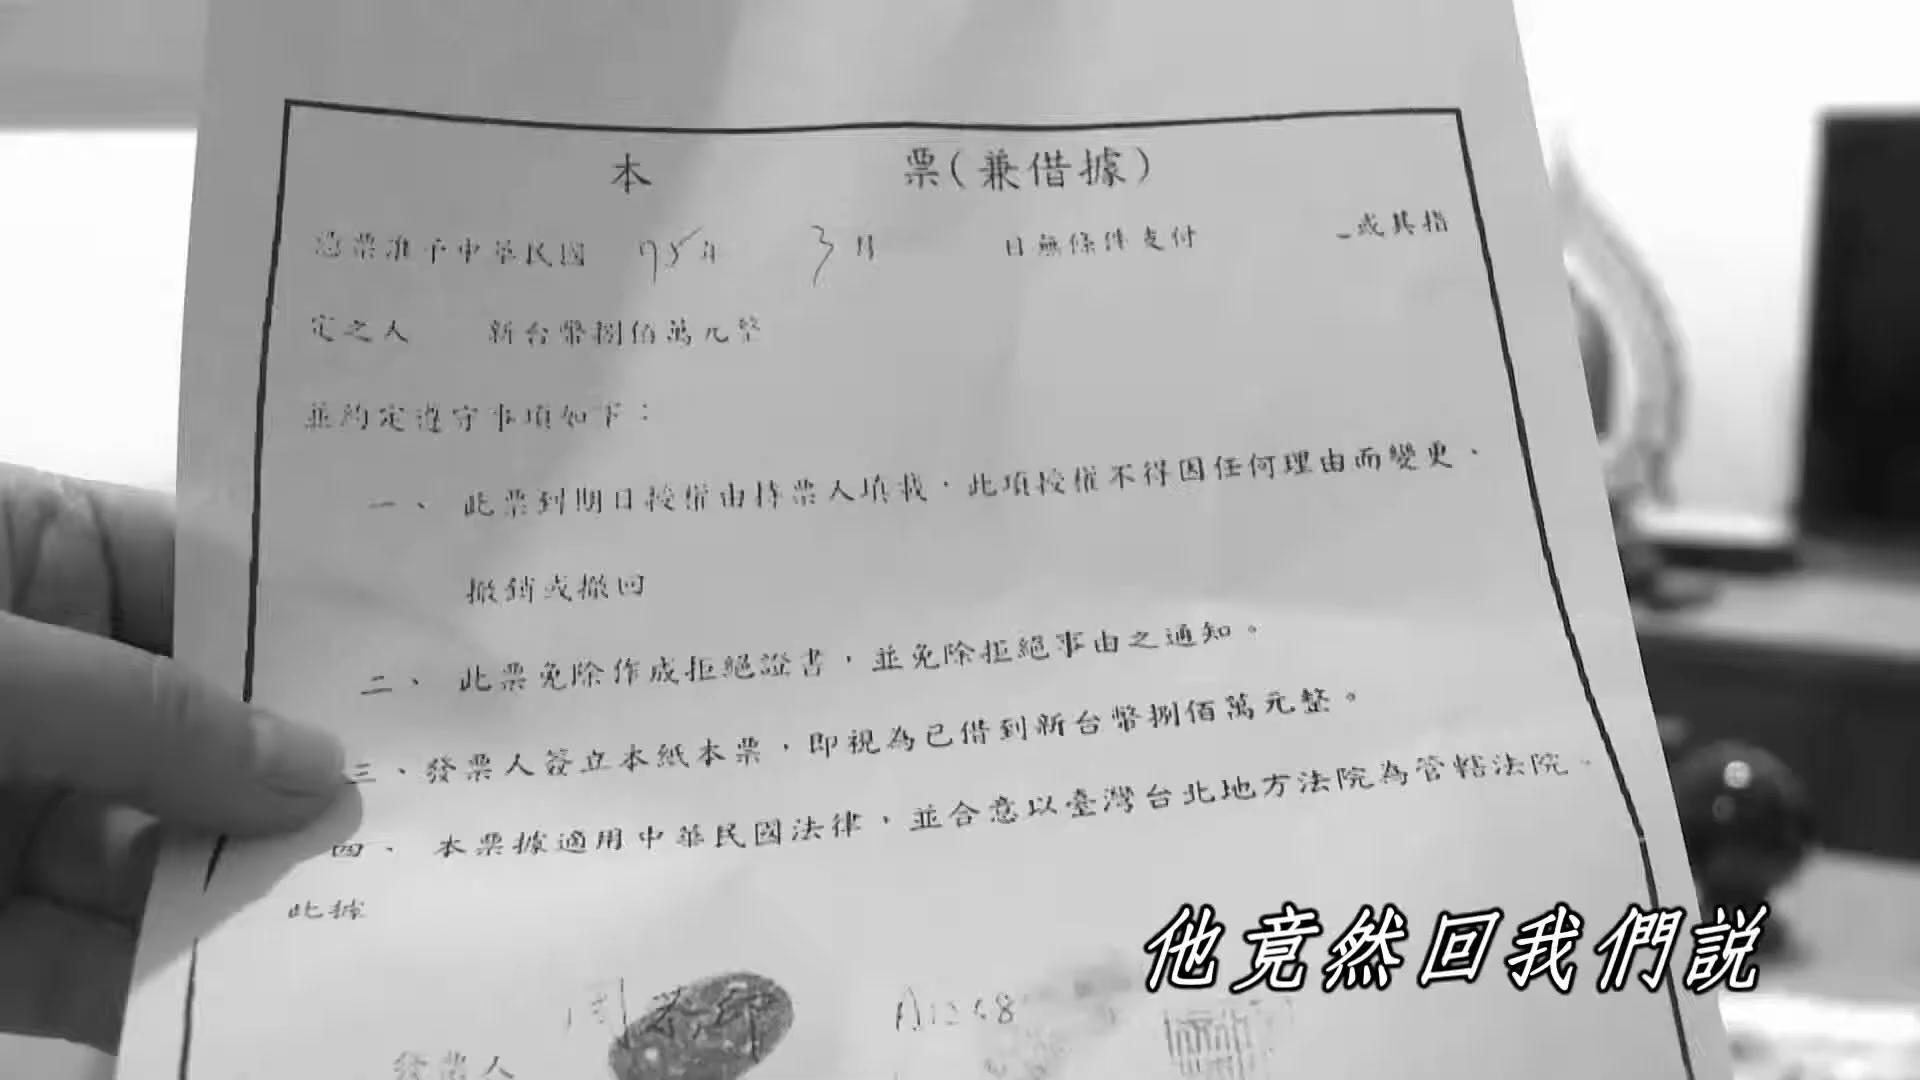 本 票(兼借據)
憑票准于中華民國 95年 3月 日無條件支付 或其指
定之人 新台幣捌佰萬元整
並約定遵守事項如下：
一、 此票到期日授權由持票人填載，此項授權不得因任何理由而變更、
撤銷或撤回
二、 此票免除作成拒絕證書，並免除拒絕事由之通知。
三、發票人簽立本紙本票，即視為已借到新台幣捌佰萬元整。
四、 本票據適用中華民國法律，並合意以臺灣台北地方法院為管轄法院。
此據
他竟然回我們説
發票人